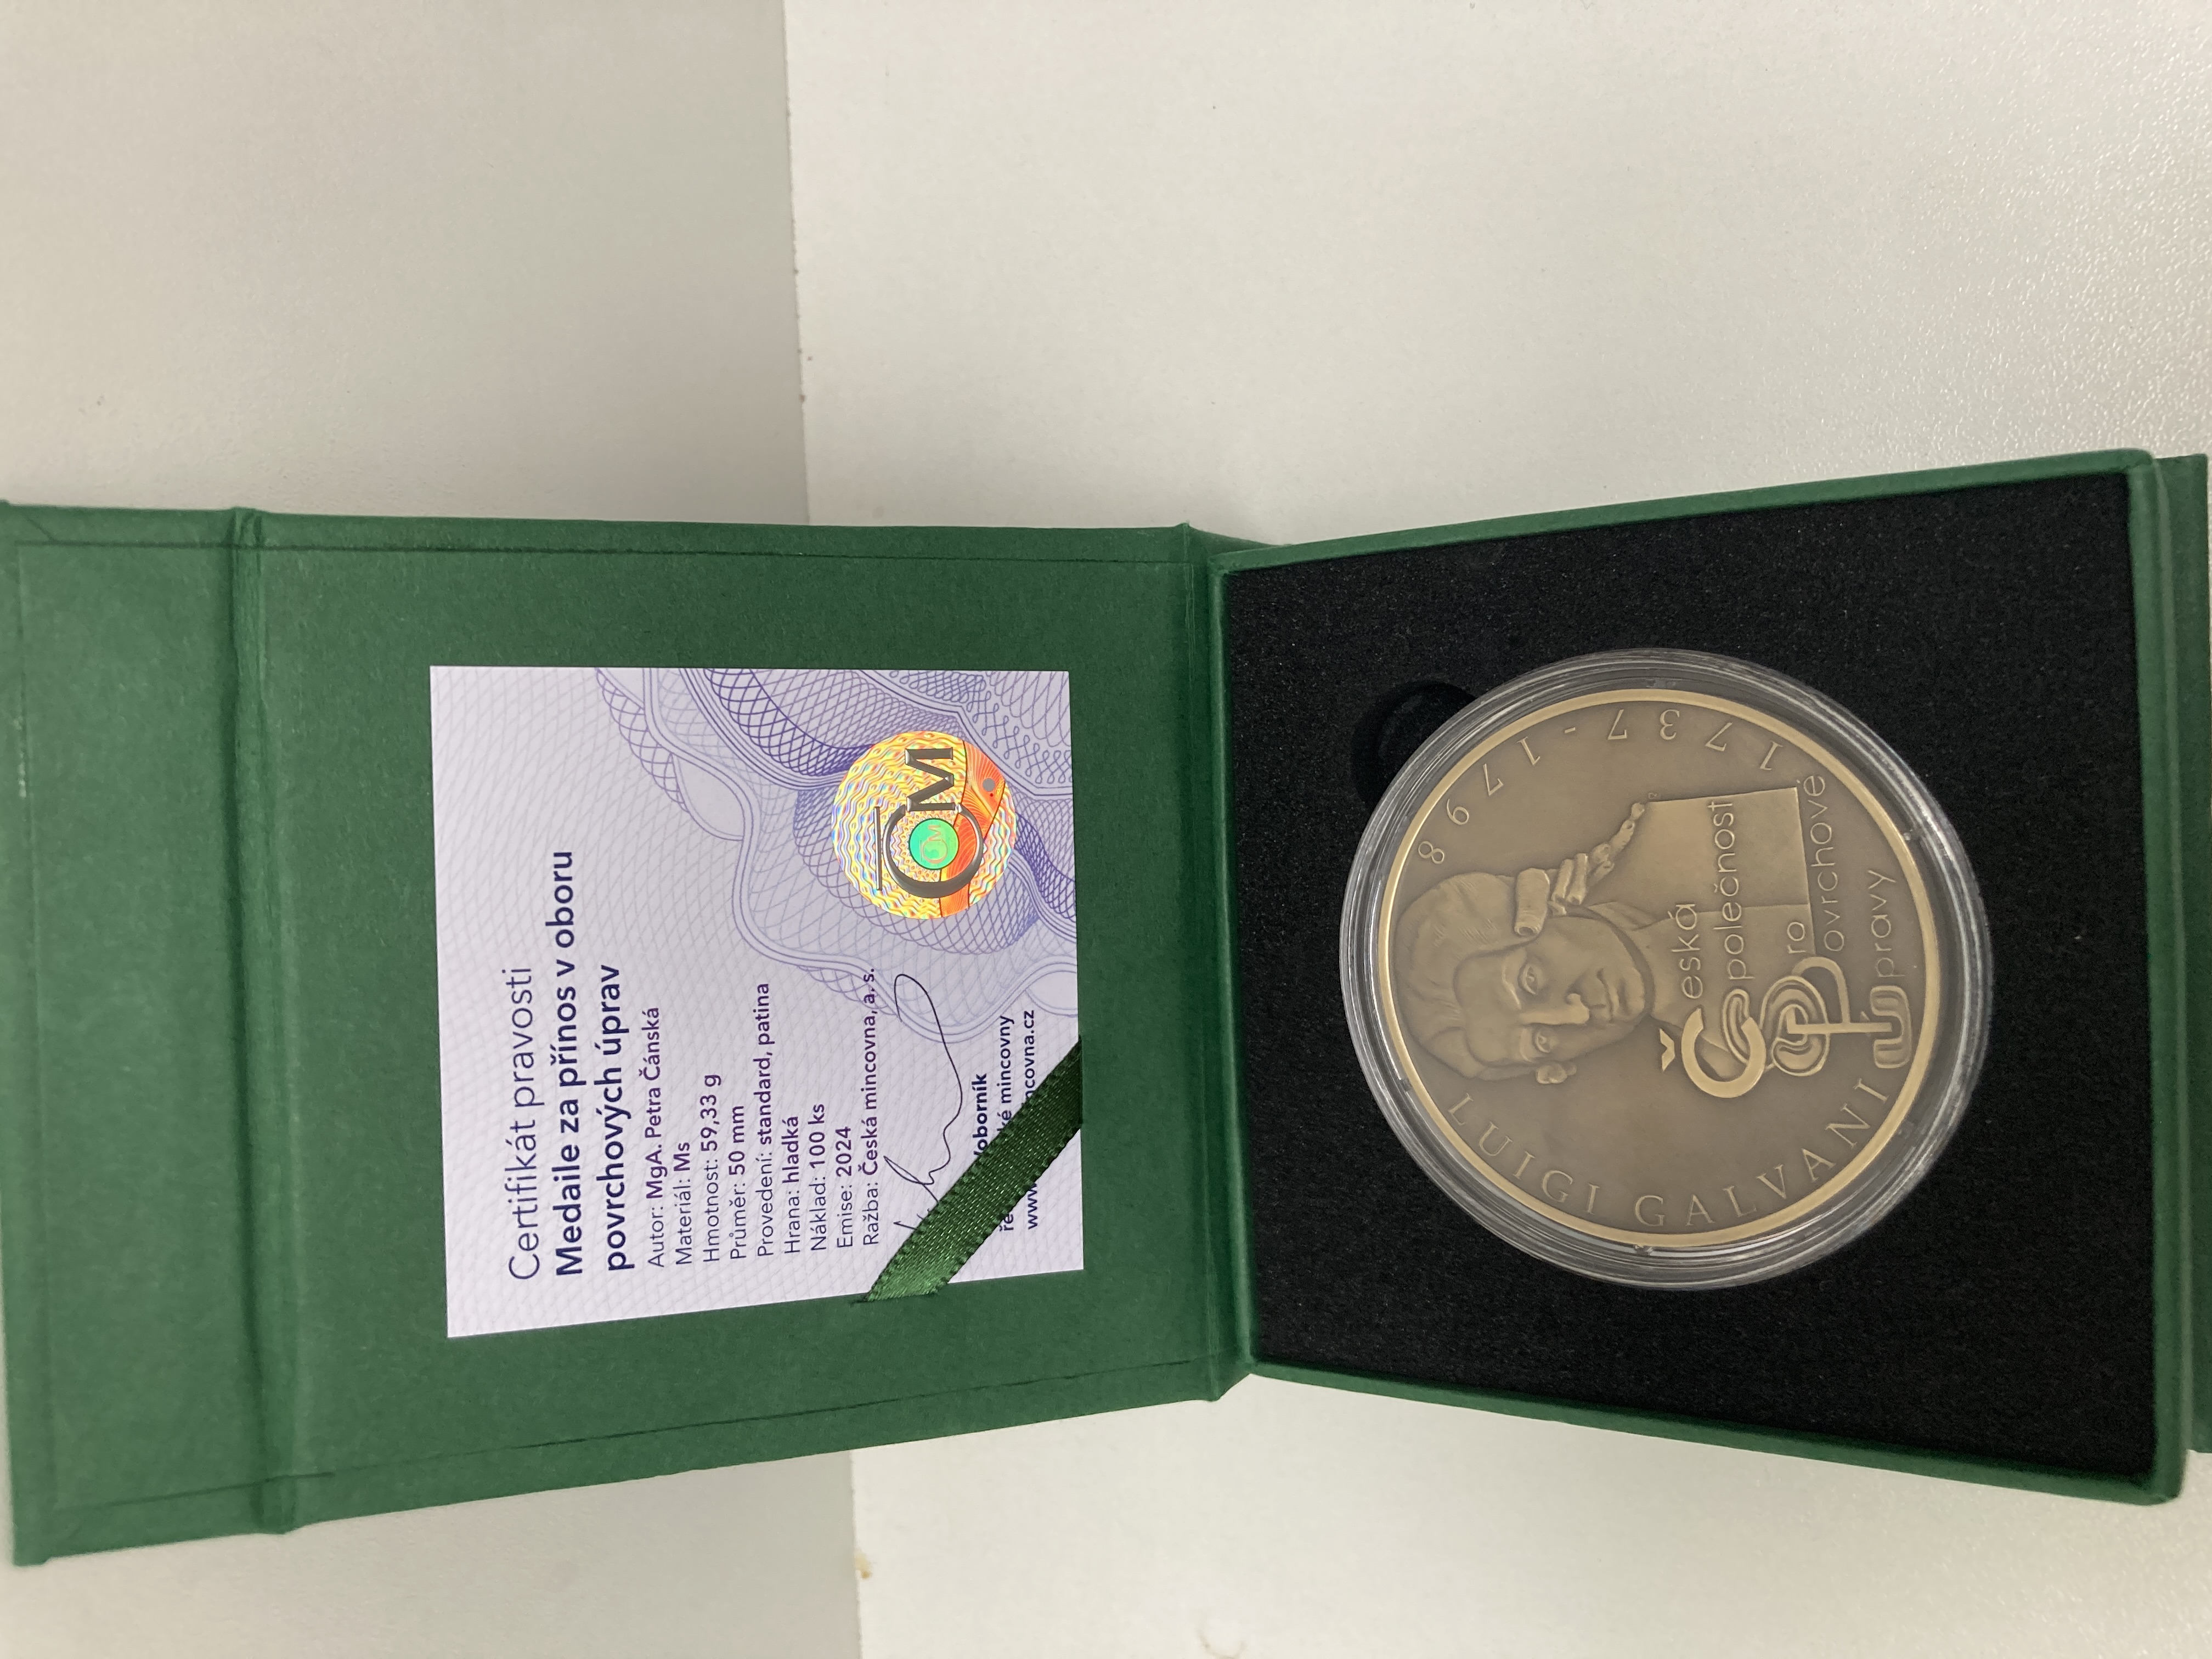 Certifikát pravosti
Medaile za přínos v oboru
povrchových úprav
Autor: MgA. Petra Čánská
Materiál: Ms
Hmotnost: 59,33 g
Průměr: 50 mm
Provedení: standard, patina
Hrana: hladká
Náklad: 100 ks
Emise: 2024
Ražba: Česká mincovna, a. s.
mincovny
ČM
LUIGI GALVANI
1737-1798
Česká
Společnost
Pro
Povrchové
Úpravy